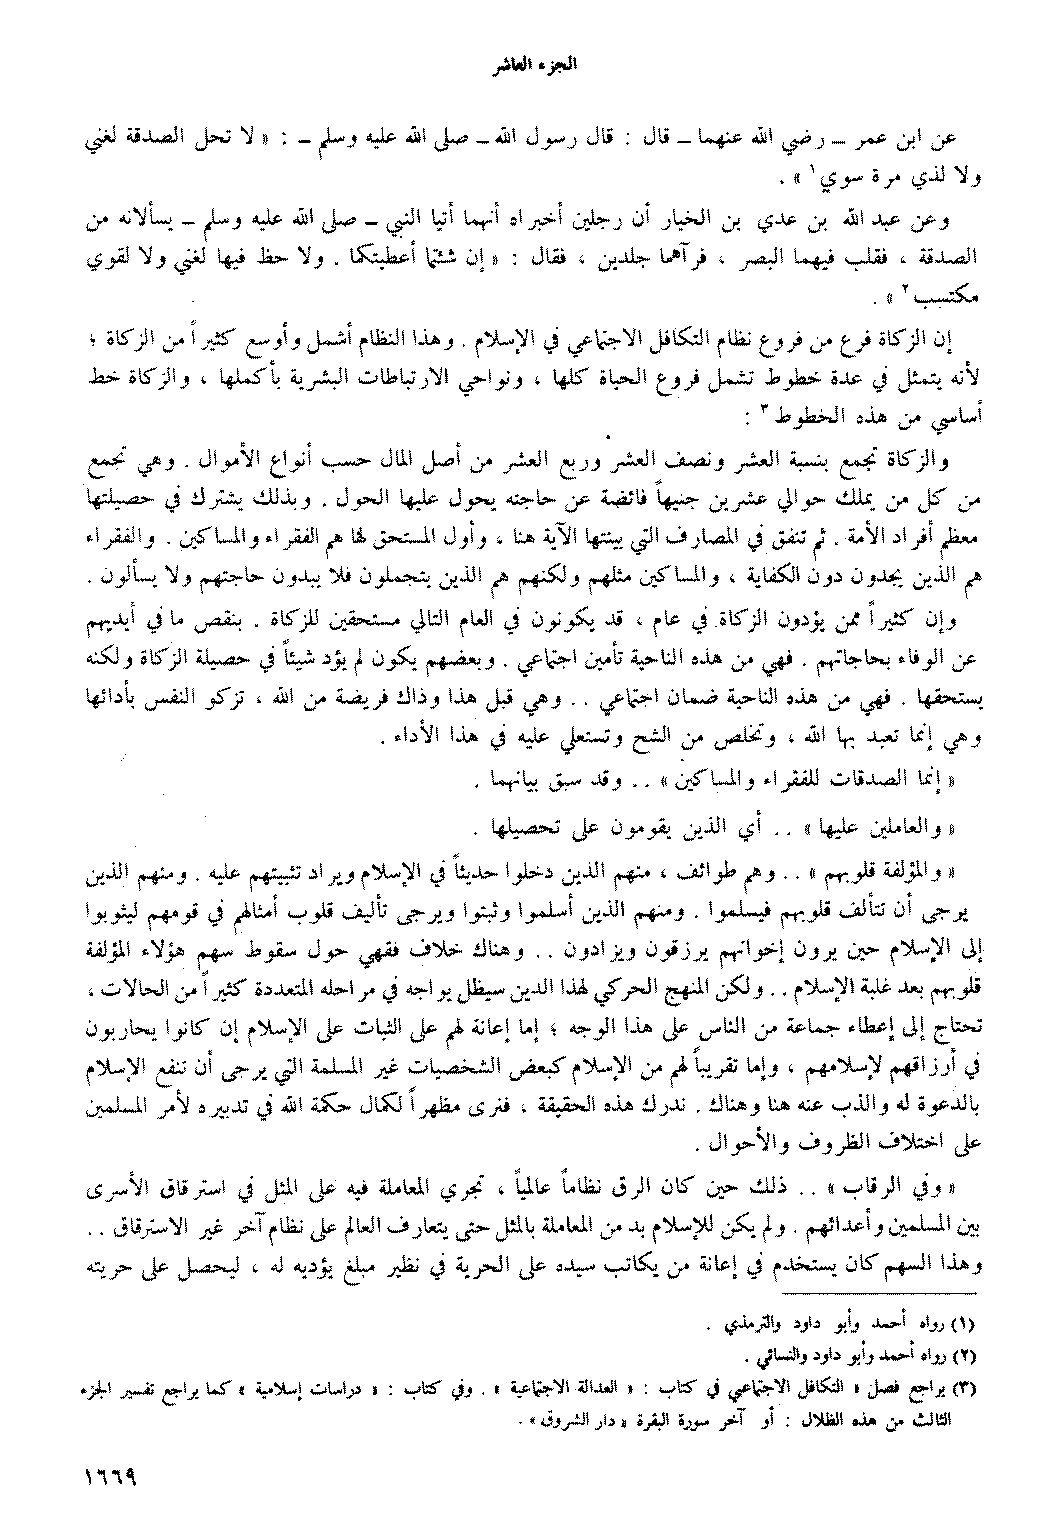 الجزء العاشر
عن ابن عمر – رضي الله عنهما – قال : قال رسول الله – صلى الله عليه وسلم – : « لا تحل الصدقة لغني
ولا لذي مرة سوي١ » .
وعن عبد الله بن عدي بن الخيار أن رجلين أخبراه أنهما أتيا النبي – صلى الله عليه وسلم – يسألانه من
الصدقة ، فقلب فيهما البصر ، فرآهما جلدين ، فقال : « إن شئتما أعطيتكما . ولا حظ فيها لغني ولا لقوي
مكتسب٢ » .
إن الزكاة فرع من فروع نظام التكافل الاجتماعي في الإسلام . وهذا النظام أشمل وأوسع كثيراً من الزكاة ؛
لأنه يتمثل في عدة خطوط تشمل فروع الحياة كلها ، ونواحي الارتباطات البشرية بأكملها ، والزكاة خط
أساسي من هذه الخطوط٣ :
والزكاة تجمع بنسبة العشر ونصف العشر وربع العشر من أصل المال حسب أنواع الأموال . وهي تجمع
من كل من يملك حوالي عشرين جنيهاً فائضة عن حاجته يحول عليها الحول . وبذلك يشترك في حصيلتها
معظم أفراد الأمة . ثم تنفق في المصارف التي بينتها الآية هنا ، وأول المستحق لها هم الفقراء والمساكين . والفقراء
هم الذين يجدون دون الكفاية ، والمساكين مثلهم ولكنهم هم الذين يتجملون فلا يبدون حاجتهم ولا يسألون .
وإن كثيراً ممن يؤدون الزكاة في عام ، قد يكونون في العام التالي مستحقين للزكاة . بنقص ما في أيديهم
عن الوفاء بحاجاتهم . فهي من هذه الناحية تأمين اجتماعي . وبعضهم يكون لم يؤد شيئاً في حصيلة الزكاة ولكنه
يستحقها . فهي من هذه الناحية ضمان اجتماعي .. وهي قبل هذا وذاك فريضة من الله ، تزكو النفس بأدائها
وهي إنما تعبد بها الله ، وتخلص من الشح وتستعلي عليه في هذا الأداء .
« إنما الصدقات للفقراء والمساكين » .. وقد سبق بيانهما .
« والعاملين عليها » .. أي الذين يقومون على تحصيلها .
« والمؤلفة قلوبهم » .. وهم طوائف ، منهم الذين دخلوا حديثاً في الإسلام ويراد تثبيتهم عليه . ومنهم الذين
يرجى أن تتألف قلوبهم فيسلموا . ومنهم الذين أسلموا وثبتوا ويرجى تأليف قلوب أمثالهم في قومهم ليثوبوا
إلى الإسلام حين يرون إخوانهم يرزقون ويزادون .. وهناك خلاف فقهي حول سقوط سهم هؤلاء المؤلفة
قلوبهم بعد غلبة الإسلام .. ولكن المنهج الحركي لهذا الدين سيظل يواجه في مراحله المتعددة كثيراً من الحالات ،
تحتاج إلى إعطاء جماعة من الناس على هذا الوجه ؛ إما إعانة لهم على الثبات على الإسلام إن كانوا يحاربون
في أرزاقهم لإسلامهم ، وإما تقريباً لهم من الإسلام كبعض الشخصيات غير المسلمة التي يرجى أن تنفع الإسلام
بالدعوة له والذب عنه هنا وهناك . ندرك هذه الحقيقة ، فنرى مظهراً لكمال حكمة الله في تدبيره لأمر المسلمين
على اختلاف الظروف والأحوال .
« وفي الرقاب » .. ذلك حين كان الرق نظاماً عالمياً ، تجري المعاملة فيه على المثل في استرقاق الأسرى
بين المسلمين وأعدائهم . ولم يكن للإسلام بد من المعاملة بالمثل حتى يتعارف العالم على نظام آخر غير الاسترقاق ..
وهذا السهم كان يستخدم في إعانة من يكاتب سيده على الحرية في نظير مبلغ يؤديه له ، ليحصل على حريته
(١) رواه أحمد وأبو داود والترمذي .
(٢) رواه أحمد وأبو داود والنسائي .
(٣) يراجع فصل « التكافل الاجتماعي في كتاب : « العدالة الاجتماعية » . وفي كتاب : « دراسات إسلامية » كما يراجع تفسير الجزء
الثالث من هذه الظلال : أو آخر سورة البقرة « دار الشروق» .
١٦٦٩